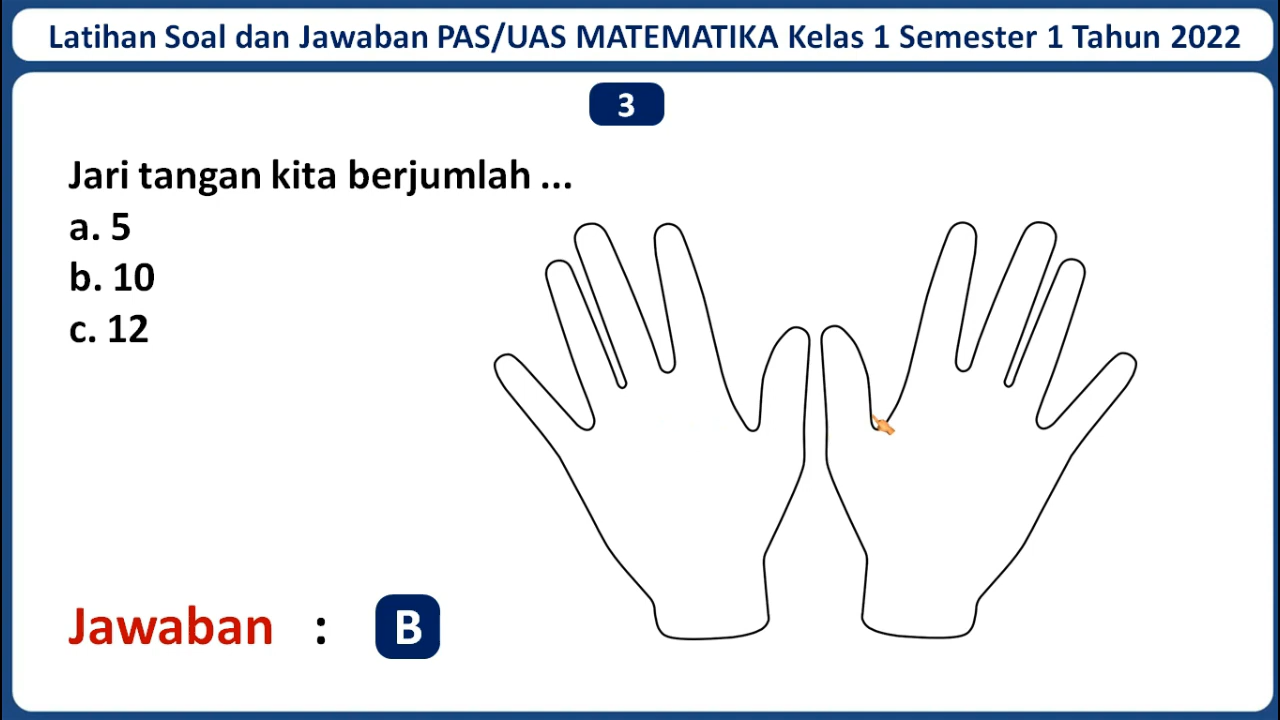 Latihan Soal dan Jawaban PAS/UAS MATEMATIKA Kelas 1 Semester 1 Tahun 2022
3
Jari tangan kita berjumlah ...
a. 5
b. 10
c. 12
Jawaban : B